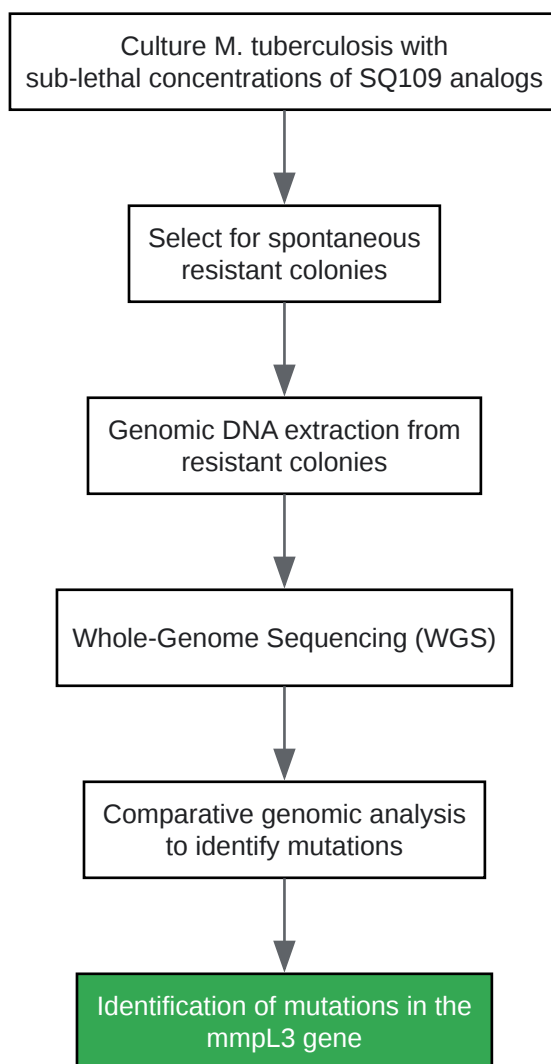 Culture M. tuberculosis with
sub-lethal concentrations of SQ109 analogs
Select for spontaneous
resistant colonies
Genomic DNA extraction from
resistant colonies
Whole-Genome Sequencing (WGS)
Comparative genomic analysis
to identify mutations
Identification of mutations in the
mmpL3 gene